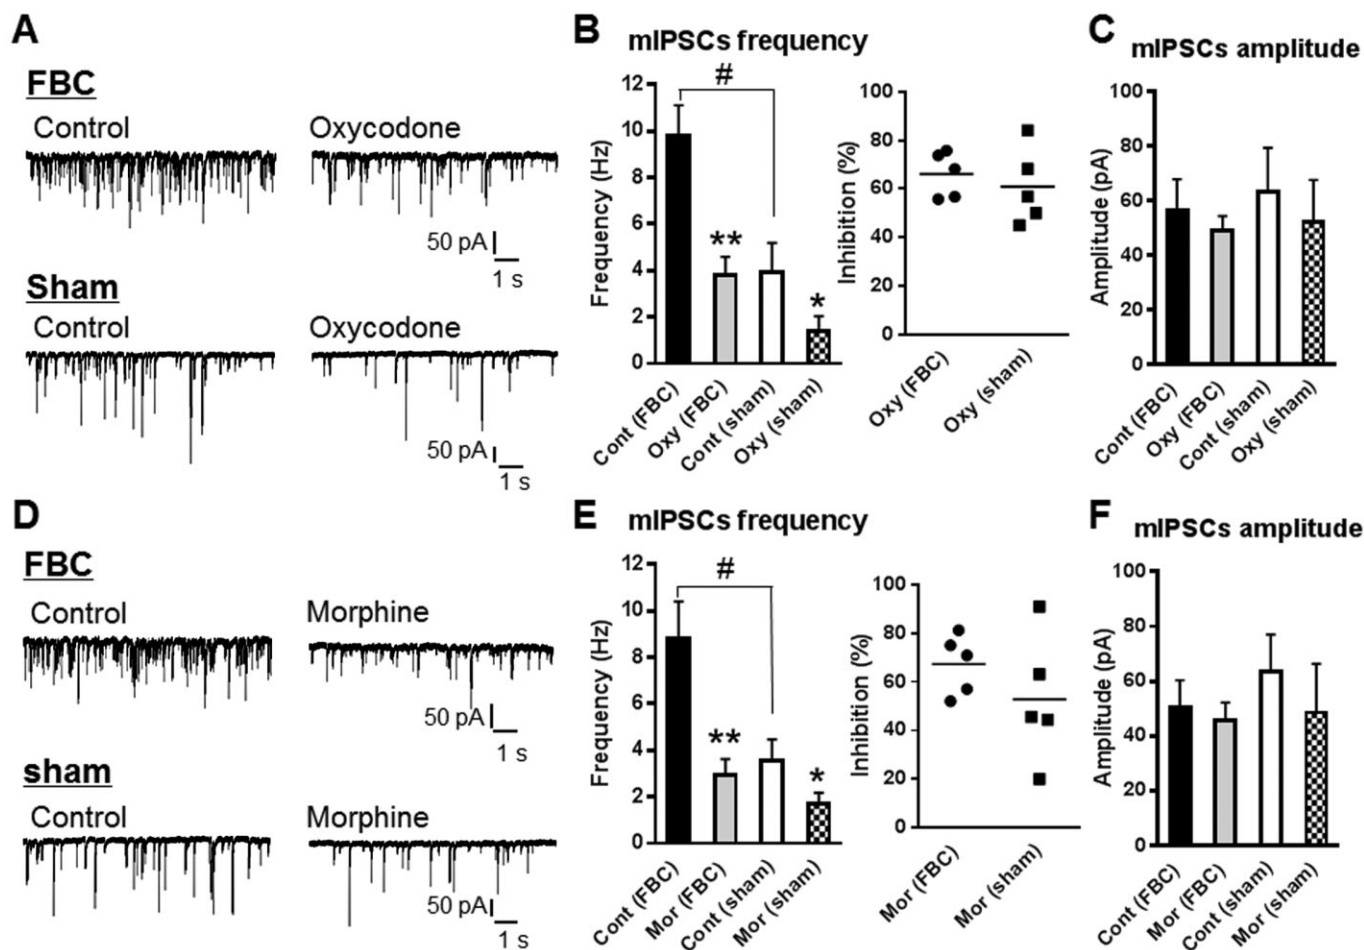 A
FBC
Control
Oxycodone
50 pA
1 s
Sham
Control
Oxycodone
50 pA
1 s
B
mIPSCs frequency
Frequency (Hz)
12
10
8
6
4
2
0
#
**
*
Cont (FBC)
Oxy (FBC)
Cont (sham)
Oxy (sham)
Inhibition (%)
100
80
60
40
20
0
Oxy (FBC)
Oxy (sham)
C
mIPSCs amplitude
Amplitude (pA)
100
80
60
40
20
0
Cont (FBC)
Oxy (FBC)
Cont (sham)
Oxy (sham)
D
FBC
Control
Morphine
50 pA
1 s
sham
Control
Morphine
50 pA
1 s
E
mIPSCs frequency
Frequency (Hz)
12
10
8
6
4
2
0
#
**
*
Cont (FBC)
Mor (FBC)
Cont (sham)
Mor (sham)
Inhibition (%)
100
80
60
40
20
0
Mor (FBC)
Mor (sham)
F
mIPSCs amplitude
Amplitude (pA)
100
80
60
40
20
0
Cont (FBC)
Mor (FBC)
Cont (sham)
Mor (sham)